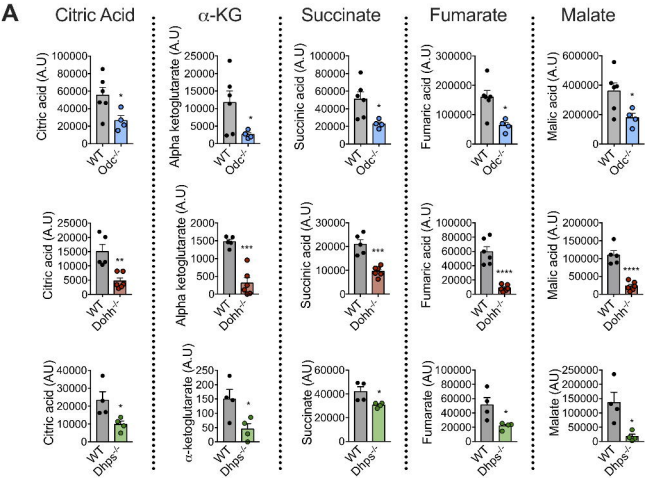 A
Citric Acid
α-KG
Succinate
Fumarate
Malate
Citric acid (A.U)
100000
80000
60000
40000
20000
0
*
WT
Odc-/-
Alpha ketoglutarate (A.U)
25000
20000
15000
10000
5000
0
*
WT
Odc-/-
Succinic acid (A.U)
100000
80000
60000
40000
20000
0
*
WT
Odc-/-
Fumaric acid (A.U)
300000
200000
100000
0
*
WT
Odc-/-
Malic acid (A.U)
600000
400000
200000
0
*
WT
Odc-/-
Citric acid (A.U)
25000
20000
15000
10000
5000
0
**
WT
Dohh-/-
Alpha ketoglutarate (A.U)
2000
1500
1000
500
0
***
WT
Dohh-/-
Succinic acid (A.U)
30000
20000
10000
0
***
WT
Dohh-/-
Fumaric acid (A.U)
100000
80000
60000
40000
20000
0
****
WT
Dohh-/-
Malic acid (A.U)
200000
150000
100000
50000
0
****
WT
Dohh-/-
Citric acid (AU)
40000
30000
20000
10000
0
*
WT
Dhps-/-
α-ketoglutarate (A.U)
250
200
150
100
50
0
*
WT
Dhps-/-
Succinate (AU)
60000
40000
20000
0
*
WT
Dhps-/-
Fumarate (AU)
100000
80000
60000
40000
20000
0
*
WT
Dhps-/-
Malate (AU)
250000
200000
150000
100000
50000
0
*
WT
Dhps-/-